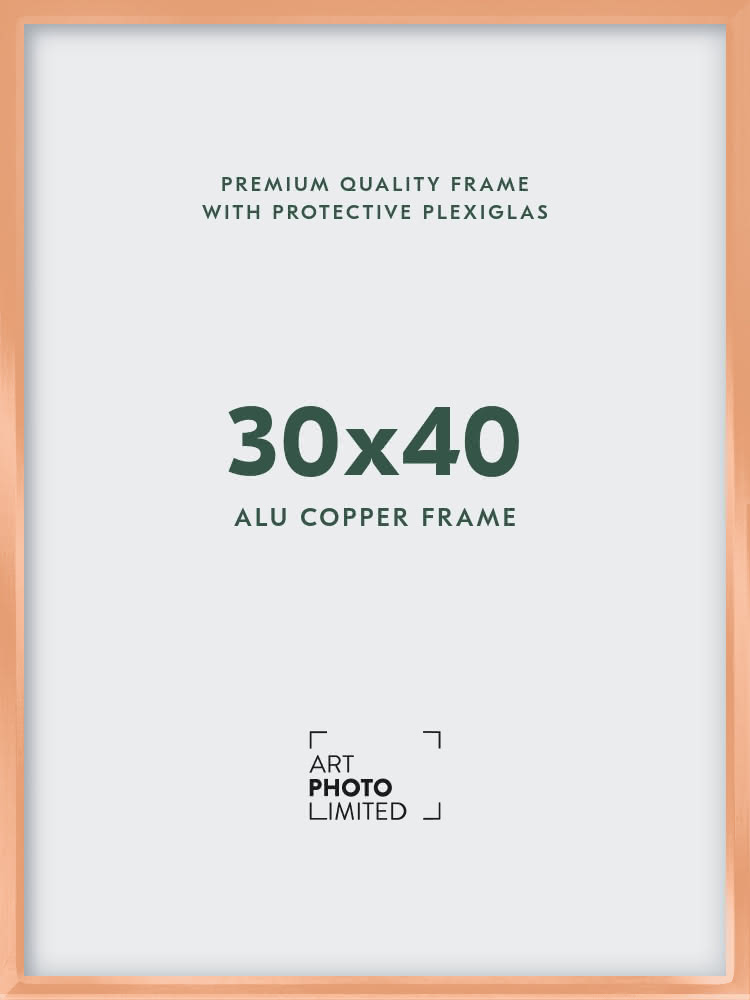 PREMIUM QUALITY FRAME
WITH PROTECTIVE PLEXIGLAS
30x40
ALU COPPER FRAME
ART
PHOTO
LIMITED